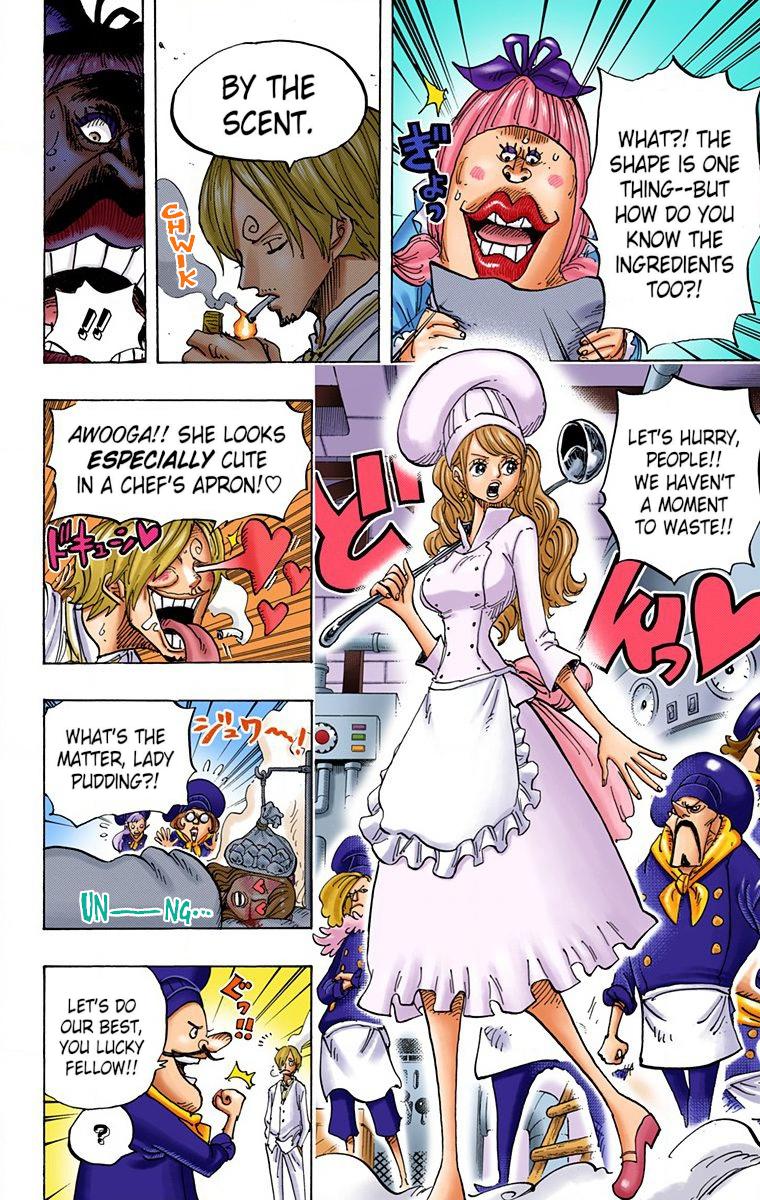 WHAT?! THE
SHAPE IS ONE
THING--BUT
HOW DO YOU
KNOW THE
INGREDIENTS
TOO?!
ぎょっ
BY THE
SCENT.
CHWIK
!!
LET'S HURRY,
PEOPLE!!
WE HAVEN'T
A MOMENT
TO WASTE!!
どんっ♡
AWOOGA!! SHE LOOKS
ESPECIALLY CUTE
IN A CHEF'S APRON!♡
ドキューン♡
WHAT'S THE
MATTER, LADY
PUDDING?!
ジュワ〜!
UN——NG...
LET'S DO
OUR BEST,
YOU LUCKY
FELLOW!!
ぐっ!!
?